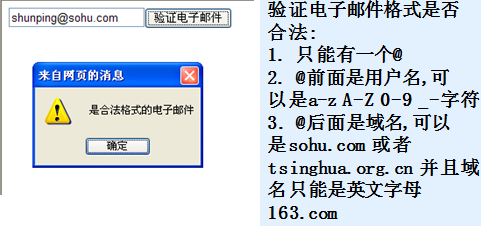 shunping@sohu.com 验证电子邮件
来自网页的消息
是合法格式的电子邮件
确定
验证电子邮件格式是否
合法:
1. 只能有一个@
2. @前面是用户名,可
以是a-z A-Z 0-9 _-字符
3. @后面是域名,可以
是sohu.com 或者
tsinghua.org.cn 并且域
名只能是英文字母
163.com